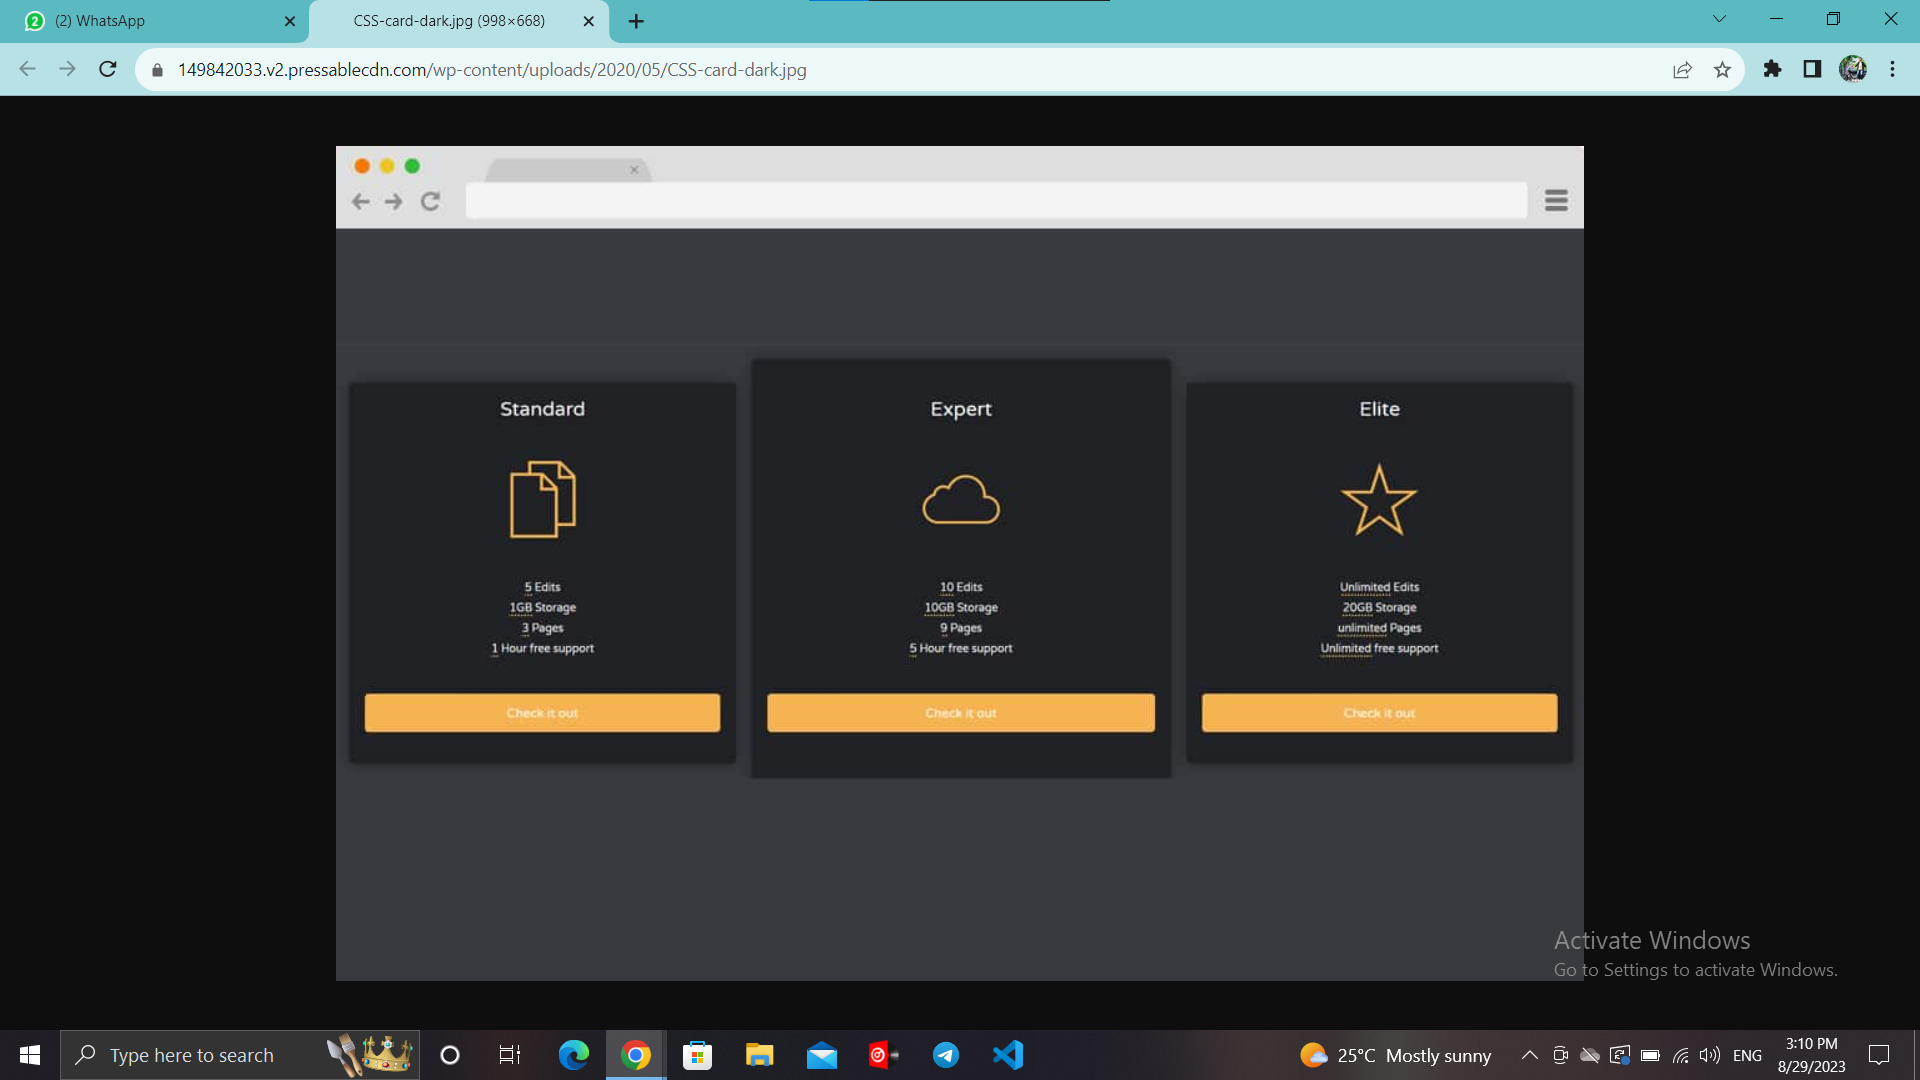 2
(2) WhatsApp
CSS-card-dark.jpg (998×668)
149842033.v2.pressablecdn.com/wp-content/uploads/2020/05/CSS-card-dark.jpg
Standard
5 Edits
1GB Storage
3 Pages
1 Hour free support
Check it out
Expert
10 Edits
10GB Storage
9 Pages
5 Hour free support
Check it out
Elite
Unlimited Edits
20GB Storage
unlimited Pages
Unlimited free support
Check it out
Activate Windows
Go to Settings to activate Windows.
Type here to search
25°C Mostly sunny
ENG
3:10 PM
8/29/2023